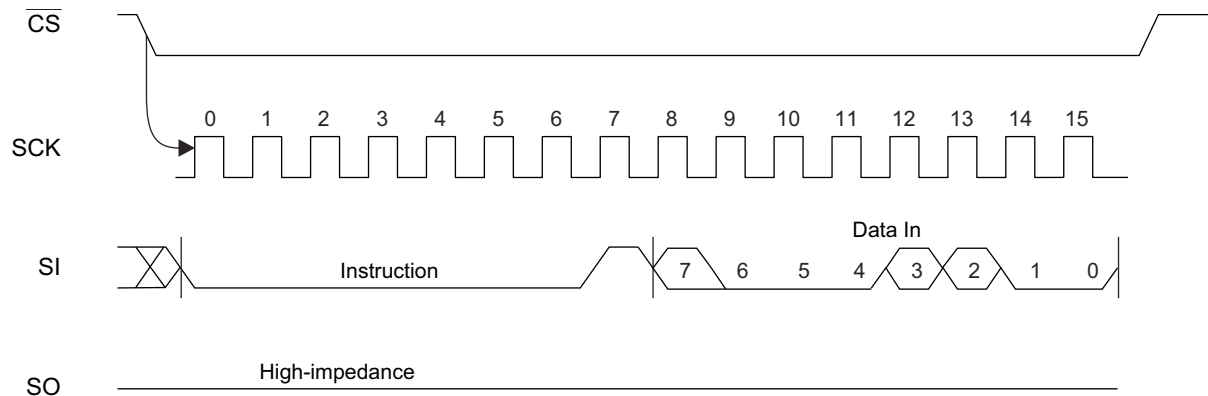 CS
0 1 2 3 4 5 6 7 8 9 10 11 12 13 14 15
SCK
Data In
SI
Instruction
7 6 5 4 3 2 1 0
High-impedance
SO